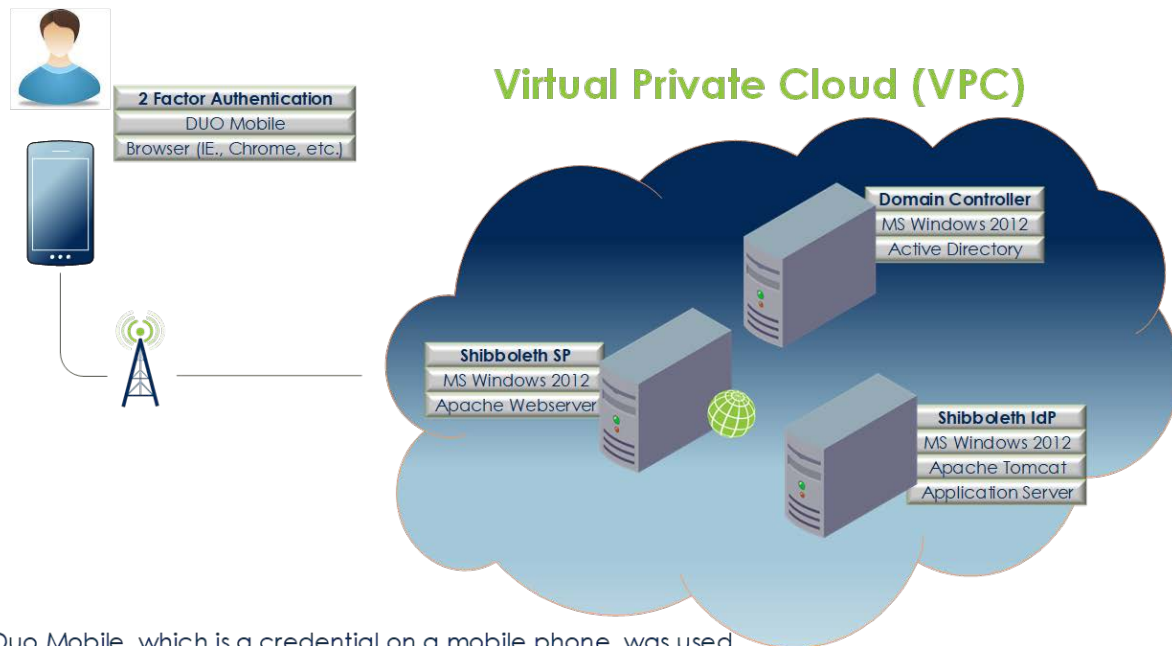 Virtual Private Cloud (VPC)
2 Factor Authentication
DUO Mobile
Browser (IE., Chrome, etc.)
Domain Controller
MS Windows 2012
Active Directory
Shibboleth SP
MS Windows 2012
Apache Webserver
Shibboleth IdP
MS Windows 2012
Apache Tomcat
Application Server
Duo Mobile, which is a credential on a mobile phone, was used